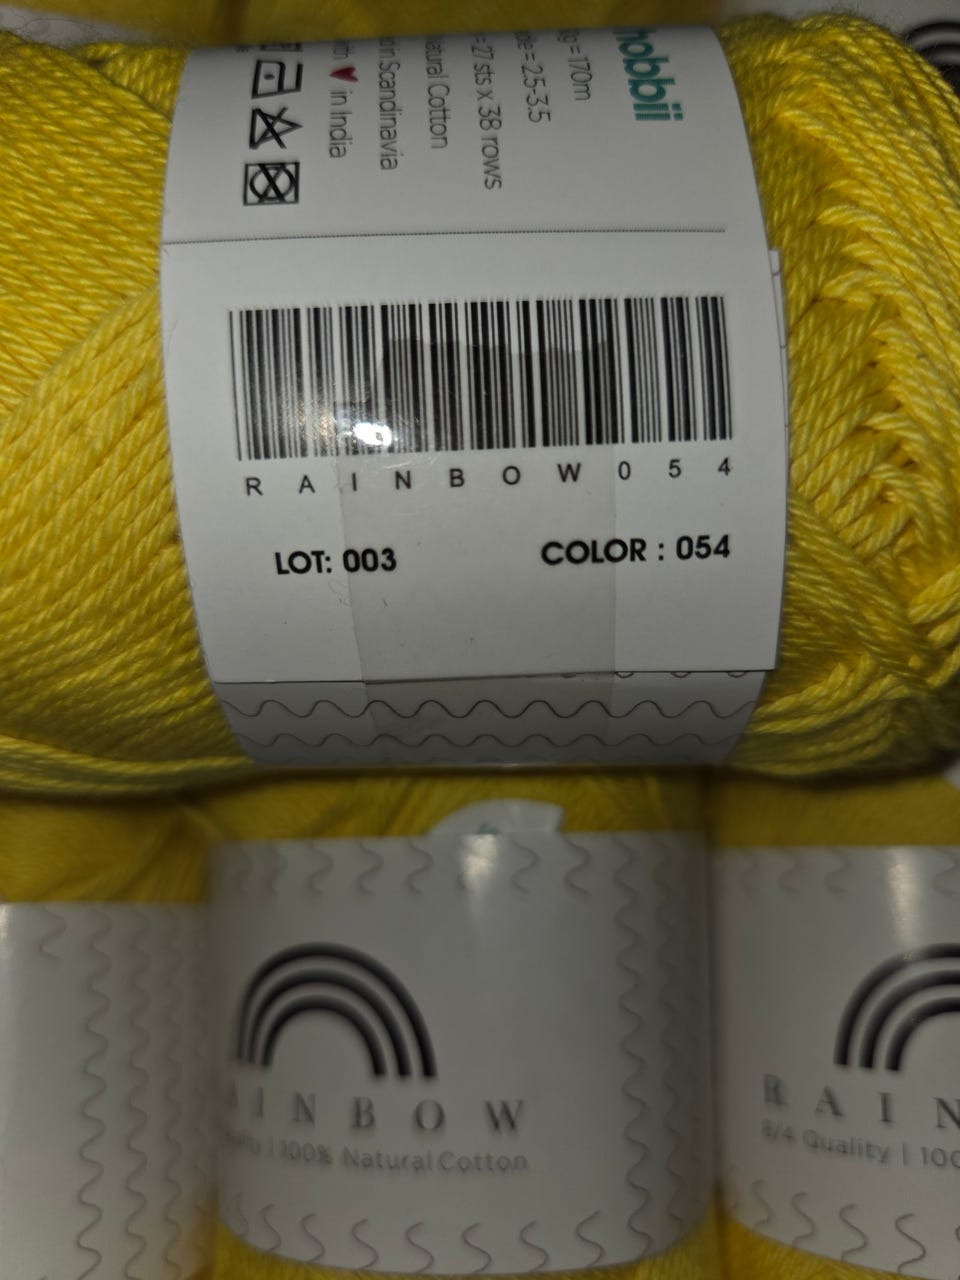 hobbii
= 170m
= 2.5-3.5
= 27 sts x 38 rows
Natural Cotton
in Scandinavia
in India
RAINBOW054
LOT: 003
COLOR : 054
AINBOW
| 100% Natural Cotton
RAIN
8/4 Quality | 100